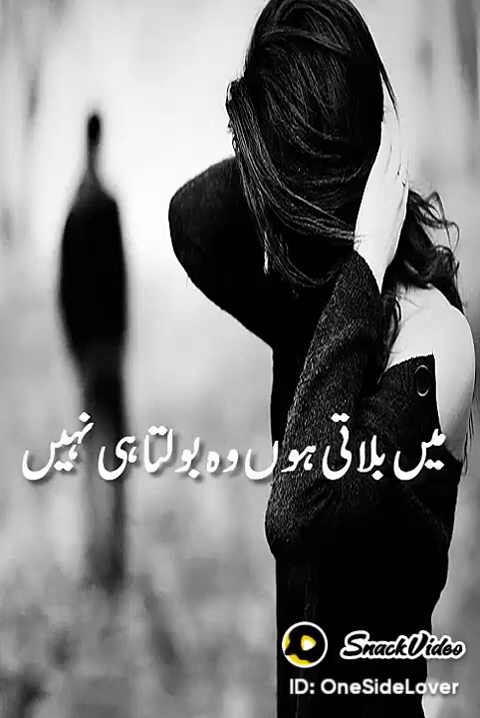 میں بلاتی ہوں وہ بولتا ہی نہیں
SnackVideo
ID: OneSideLover